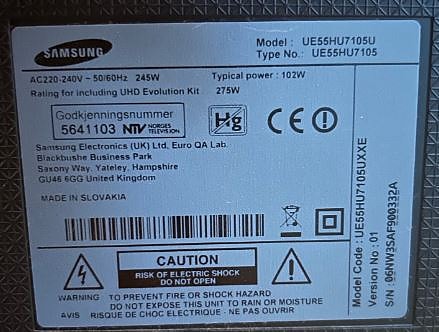 SAMSUNG
Model : UE55HU7105U
Type No.: UE55HU7105
AC220-240V ~ 50/60Hz 245W Typical power : 102W
Rating for including UHD Evolution Kit 275W
Godkjenningsnummer
5641103 NTV NORGES TELEVISION
Hg
CE
Samsung Electronics (UK) Ltd, Euro QA Lab.
Blackbushe Business Park
Saxony Way, Yateley, Hampshire
GU46 6GG United Kingdom
MADE IN SLOVAKIA
CAUTION
RISK OF ELECTRIC SHOCK
DO NOT OPEN
WARNING TO PREVENT FIRE OR SHOCK HAZARD
DO NOT EXPOSE THIS UNIT TO RAIN OR MOISTURE
AVIS RISQUE DE CHOC ELECTRIQUE - NE PAS OUVRIR
Model Code : UE55HU7105UXXE
Version No : 01
S/N : 06NW3SAF900332A